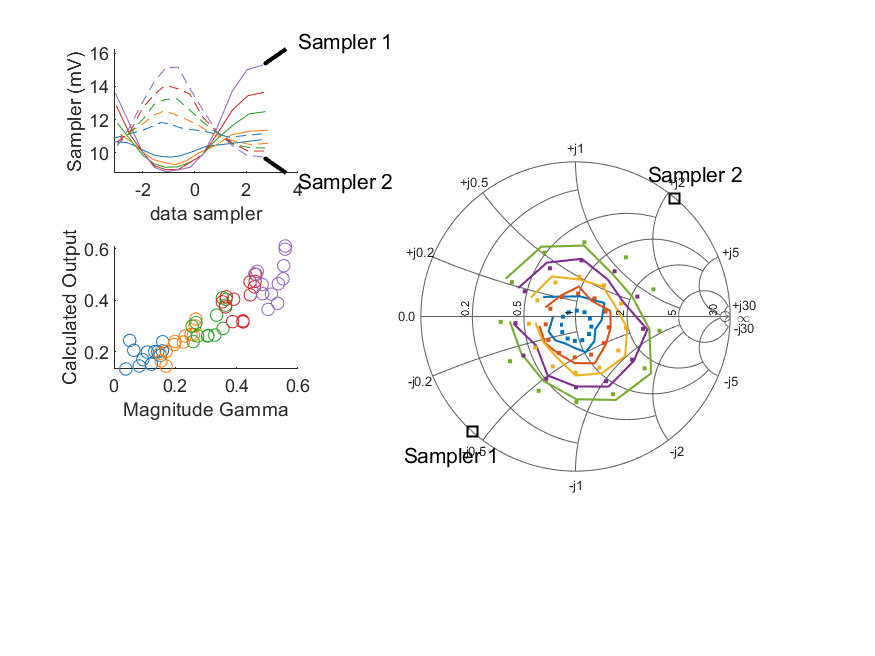 Sampler 1
16
14
12
10
Sampler (mV)
-2
0
2
4
data sampler
Sampler 2
0.6
0.4
0.2
Calculated Output
0
0.2
0.4
0.6
Magnitude Gamma
+j1
+j0.5
+j2
Sampler 2
+j0.2
+j5
0.0
0.2
0.5
1
2
5
30
+j30
∞
-j30
-j0.2
-j5
Sampler 1
-j0.5
-j2
-j1